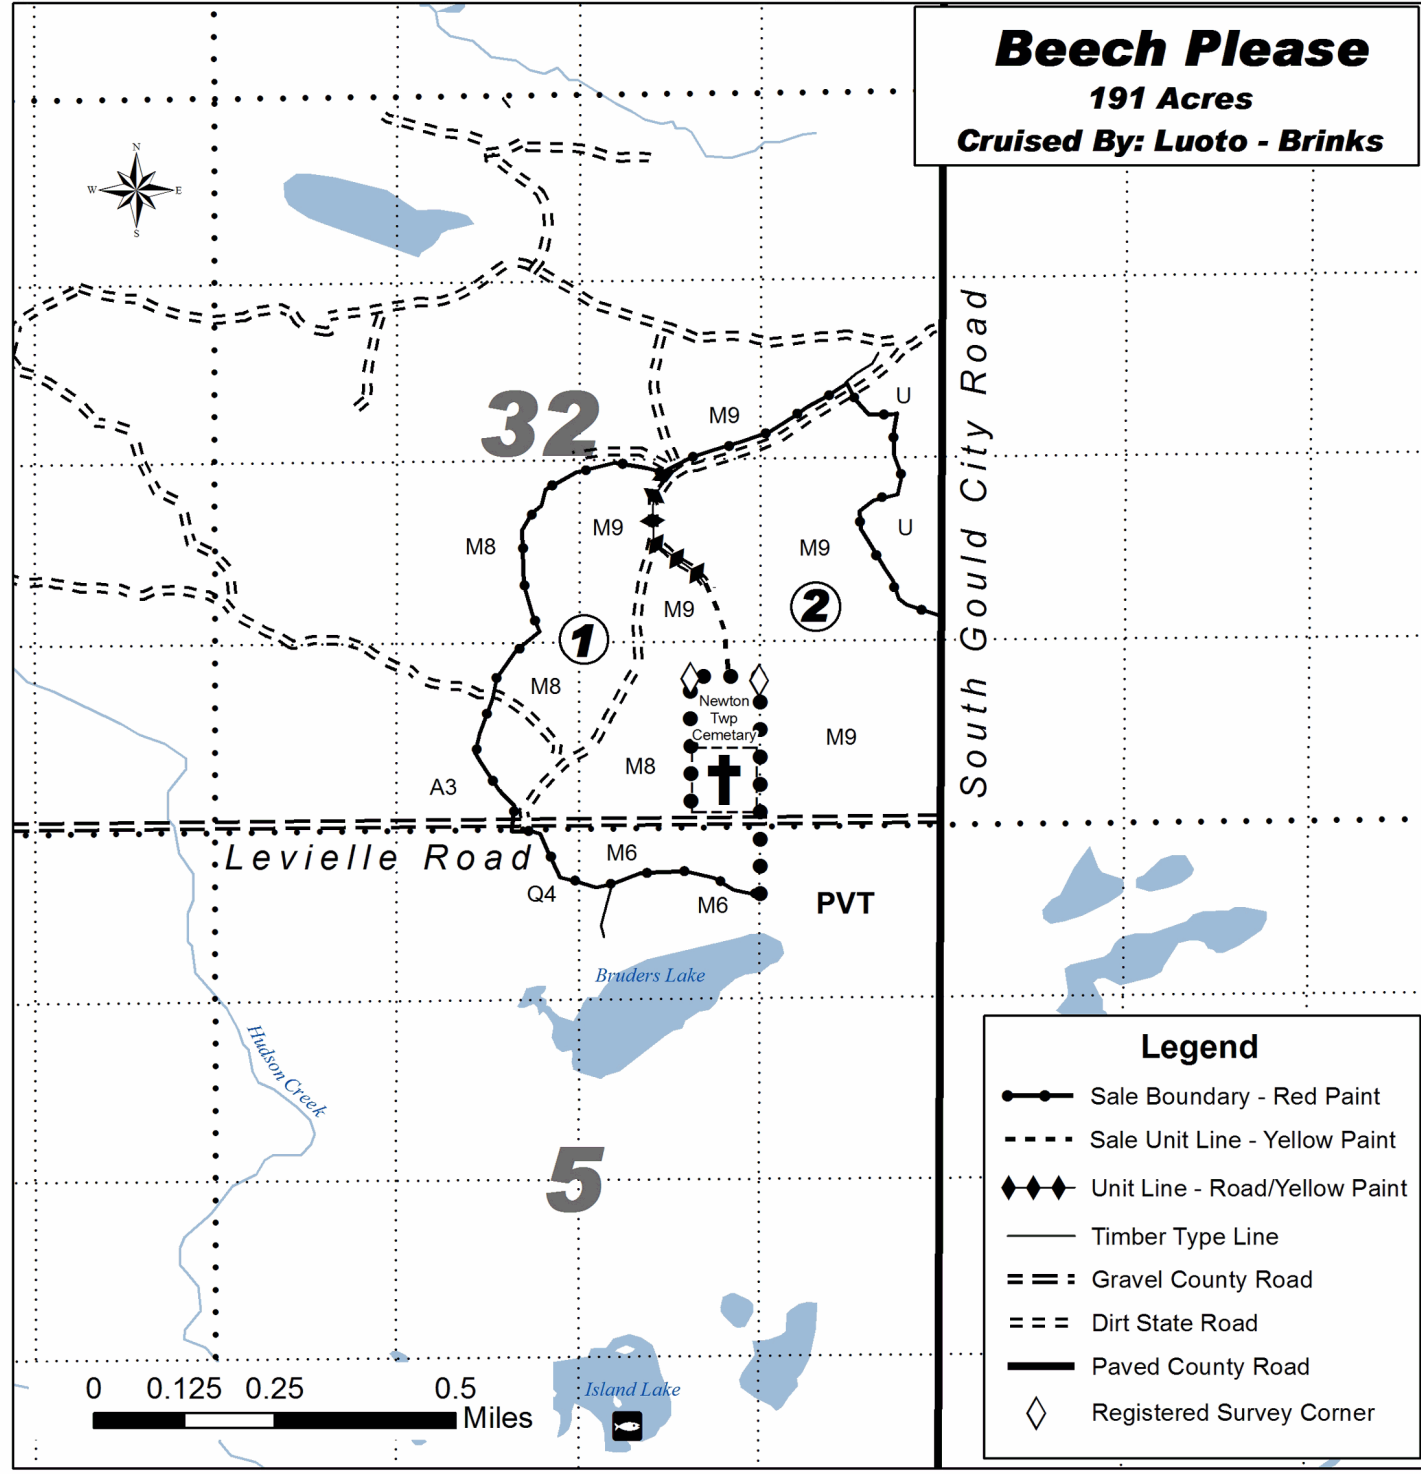 Beech Please
191 Acres
Cruised By: Luoto - Brinks
N
W E
S
32
M9
U
M8
M9
M9
U
M9
2
1
M8
Newton
Twp
Cemetary
M9
M8
A3
South Gould City Road
Levielle Road
M6
Q4
M6
PVT
Bruders Lake
Hudson Creek
5
Island Lake
Legend
Sale Boundary - Red Paint
Sale Unit Line - Yellow Paint
Unit Line - Road/Yellow Paint
Timber Type Line
Gravel County Road
Dirt State Road
Paved County Road
Registered Survey Corner
0 0.125 0.25 0.5
Miles